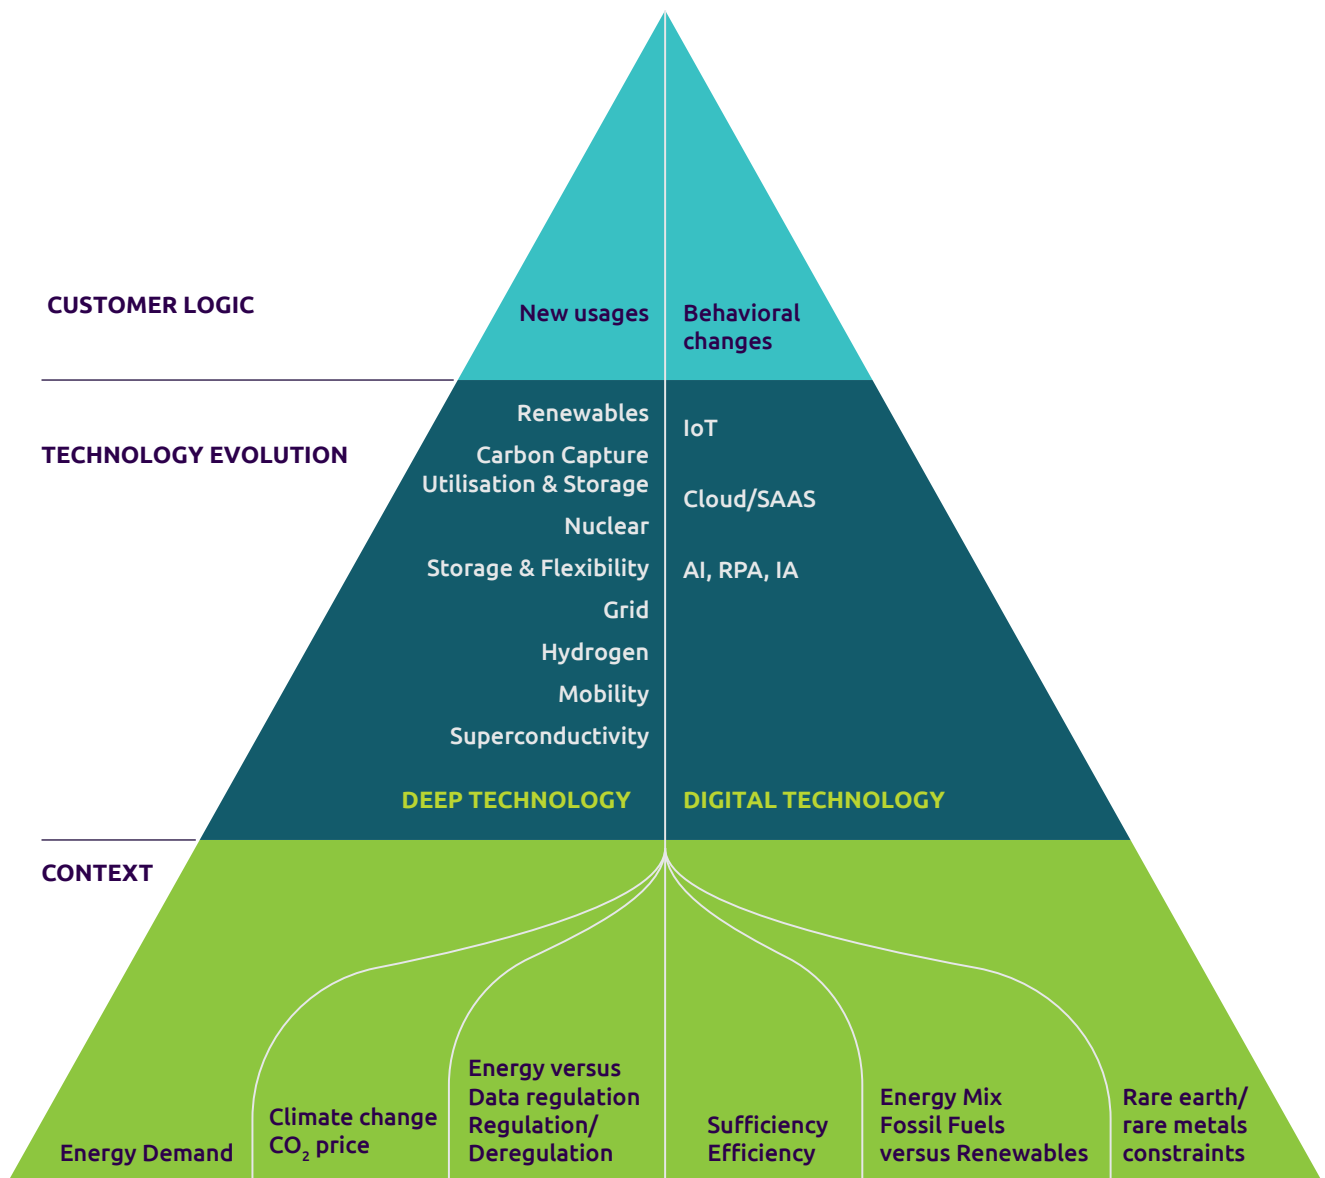 CUSTOMER LOGIC
New usages
Behavioral
changes
TECHNOLOGY EVOLUTION
Renewables
Carbon Capture
Utilisation & Storage
Nuclear
Storage & Flexibility
Grid
Hydrogen
Mobility
Superconductivity
DEEP TECHNOLOGY
IoT
Cloud/SAAS
AI, RPA, IA
DIGITAL TECHNOLOGY
CONTEXT
Energy Demand
Climate change
CO₂ price
Energy versus
Data regulation
Regulation/
Deregulation
Sufficiency
Efficiency
Energy Mix
Fossil Fuels
versus Renewables
Rare earth/
rare metals
constraints